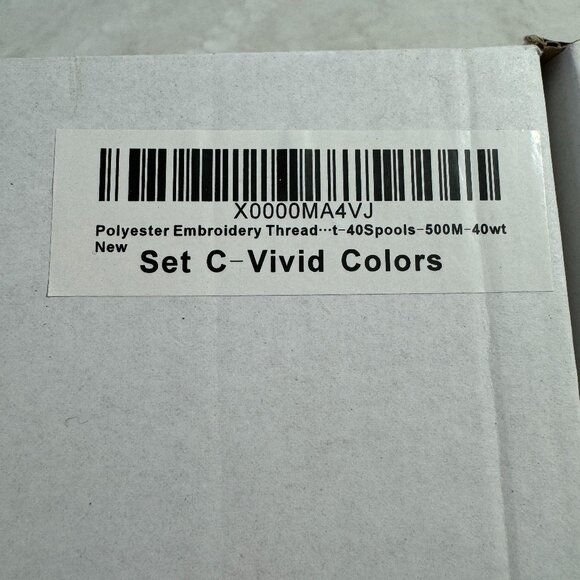 X0000MA4VJ
Polyester Embroidery Thread···t-40Spools-500M-40wt
New
Set C-Vivid Colors